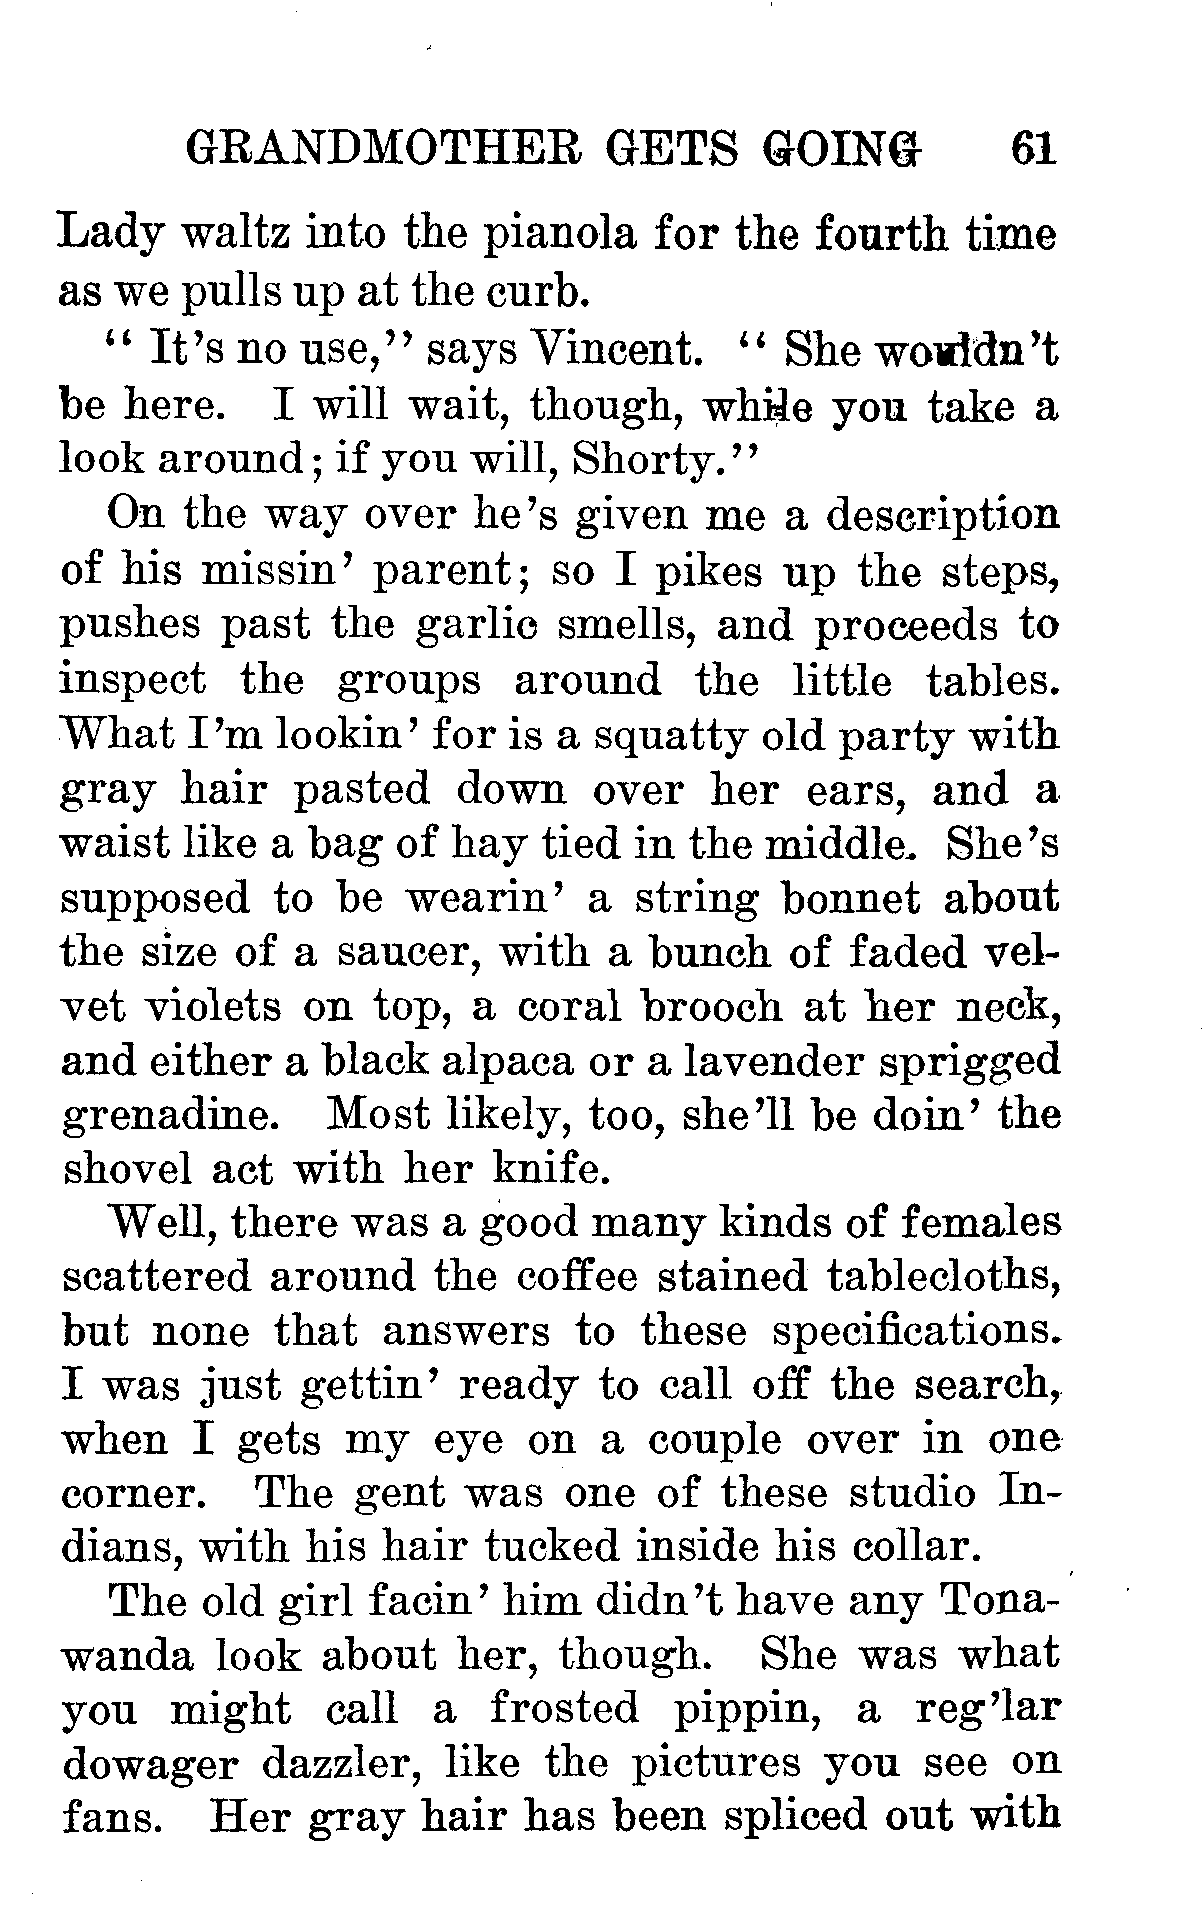 GRANDMOTHER GETS GOING 61
Lady waltz into the pianola for the fourth time
as we pulls up at the curb.
“ It’s no use,” says Vincent. “ She wouldn’t
be here. I will wait, though, while you take a
look around; if you will, Shorty.”
On the way over he’s given me a description
of his missin’ parent; so I pikes up the steps,
pushes past the garlic smells, and proceeds to
inspect the groups around the little tables.
What I’m lookin’ for is a squatty old party with
gray hair pasted down over her ears, and a
waist like a bag of hay tied in the middle. She’s
supposed to be wearin’ a string bonnet about
the size of a saucer, with a bunch of faded vel-
vet violets on top, a coral brooch at her neck,
and either a black alpaca or a lavender sprigged
grenadine. Most likely, too, she’ll be doin’ the
shovel act with her knife.
Well, there was a good many kinds of females
scattered around the coffee stained tablecloths,
but none that answers to these specifications.
I was just gettin’ ready to call off the search,
when I gets my eye on a couple over in one
corner. The gent was one of these studio In-
dians, with his hair tucked inside his collar.
The old girl facin’ him didn’t have any Tona-
wanda look about her, though. She was what
you might call a frosted pippin, a reg’lar
dowager dazzler, like the pictures you see on
fans. Her gray hair has been spliced out with